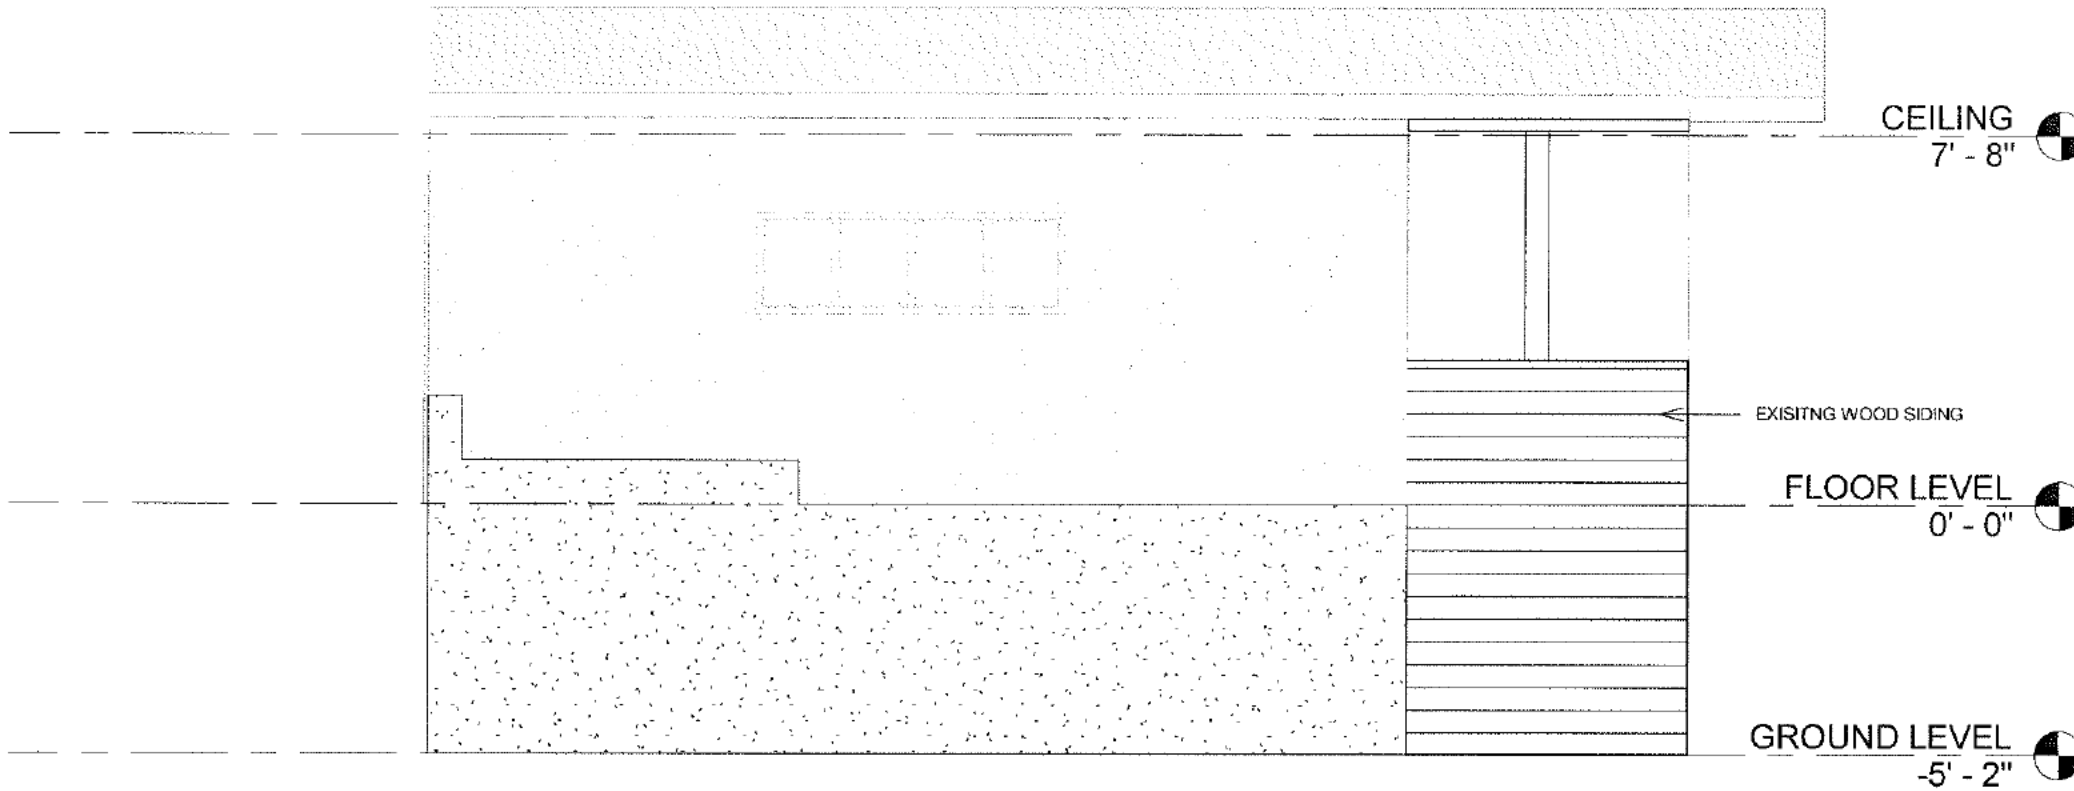 CEILING
7' - 8"
EXISITNG WOOD SIDING
FLOOR LEVEL
0' - 0"
GROUND LEVEL
-5' - 2"